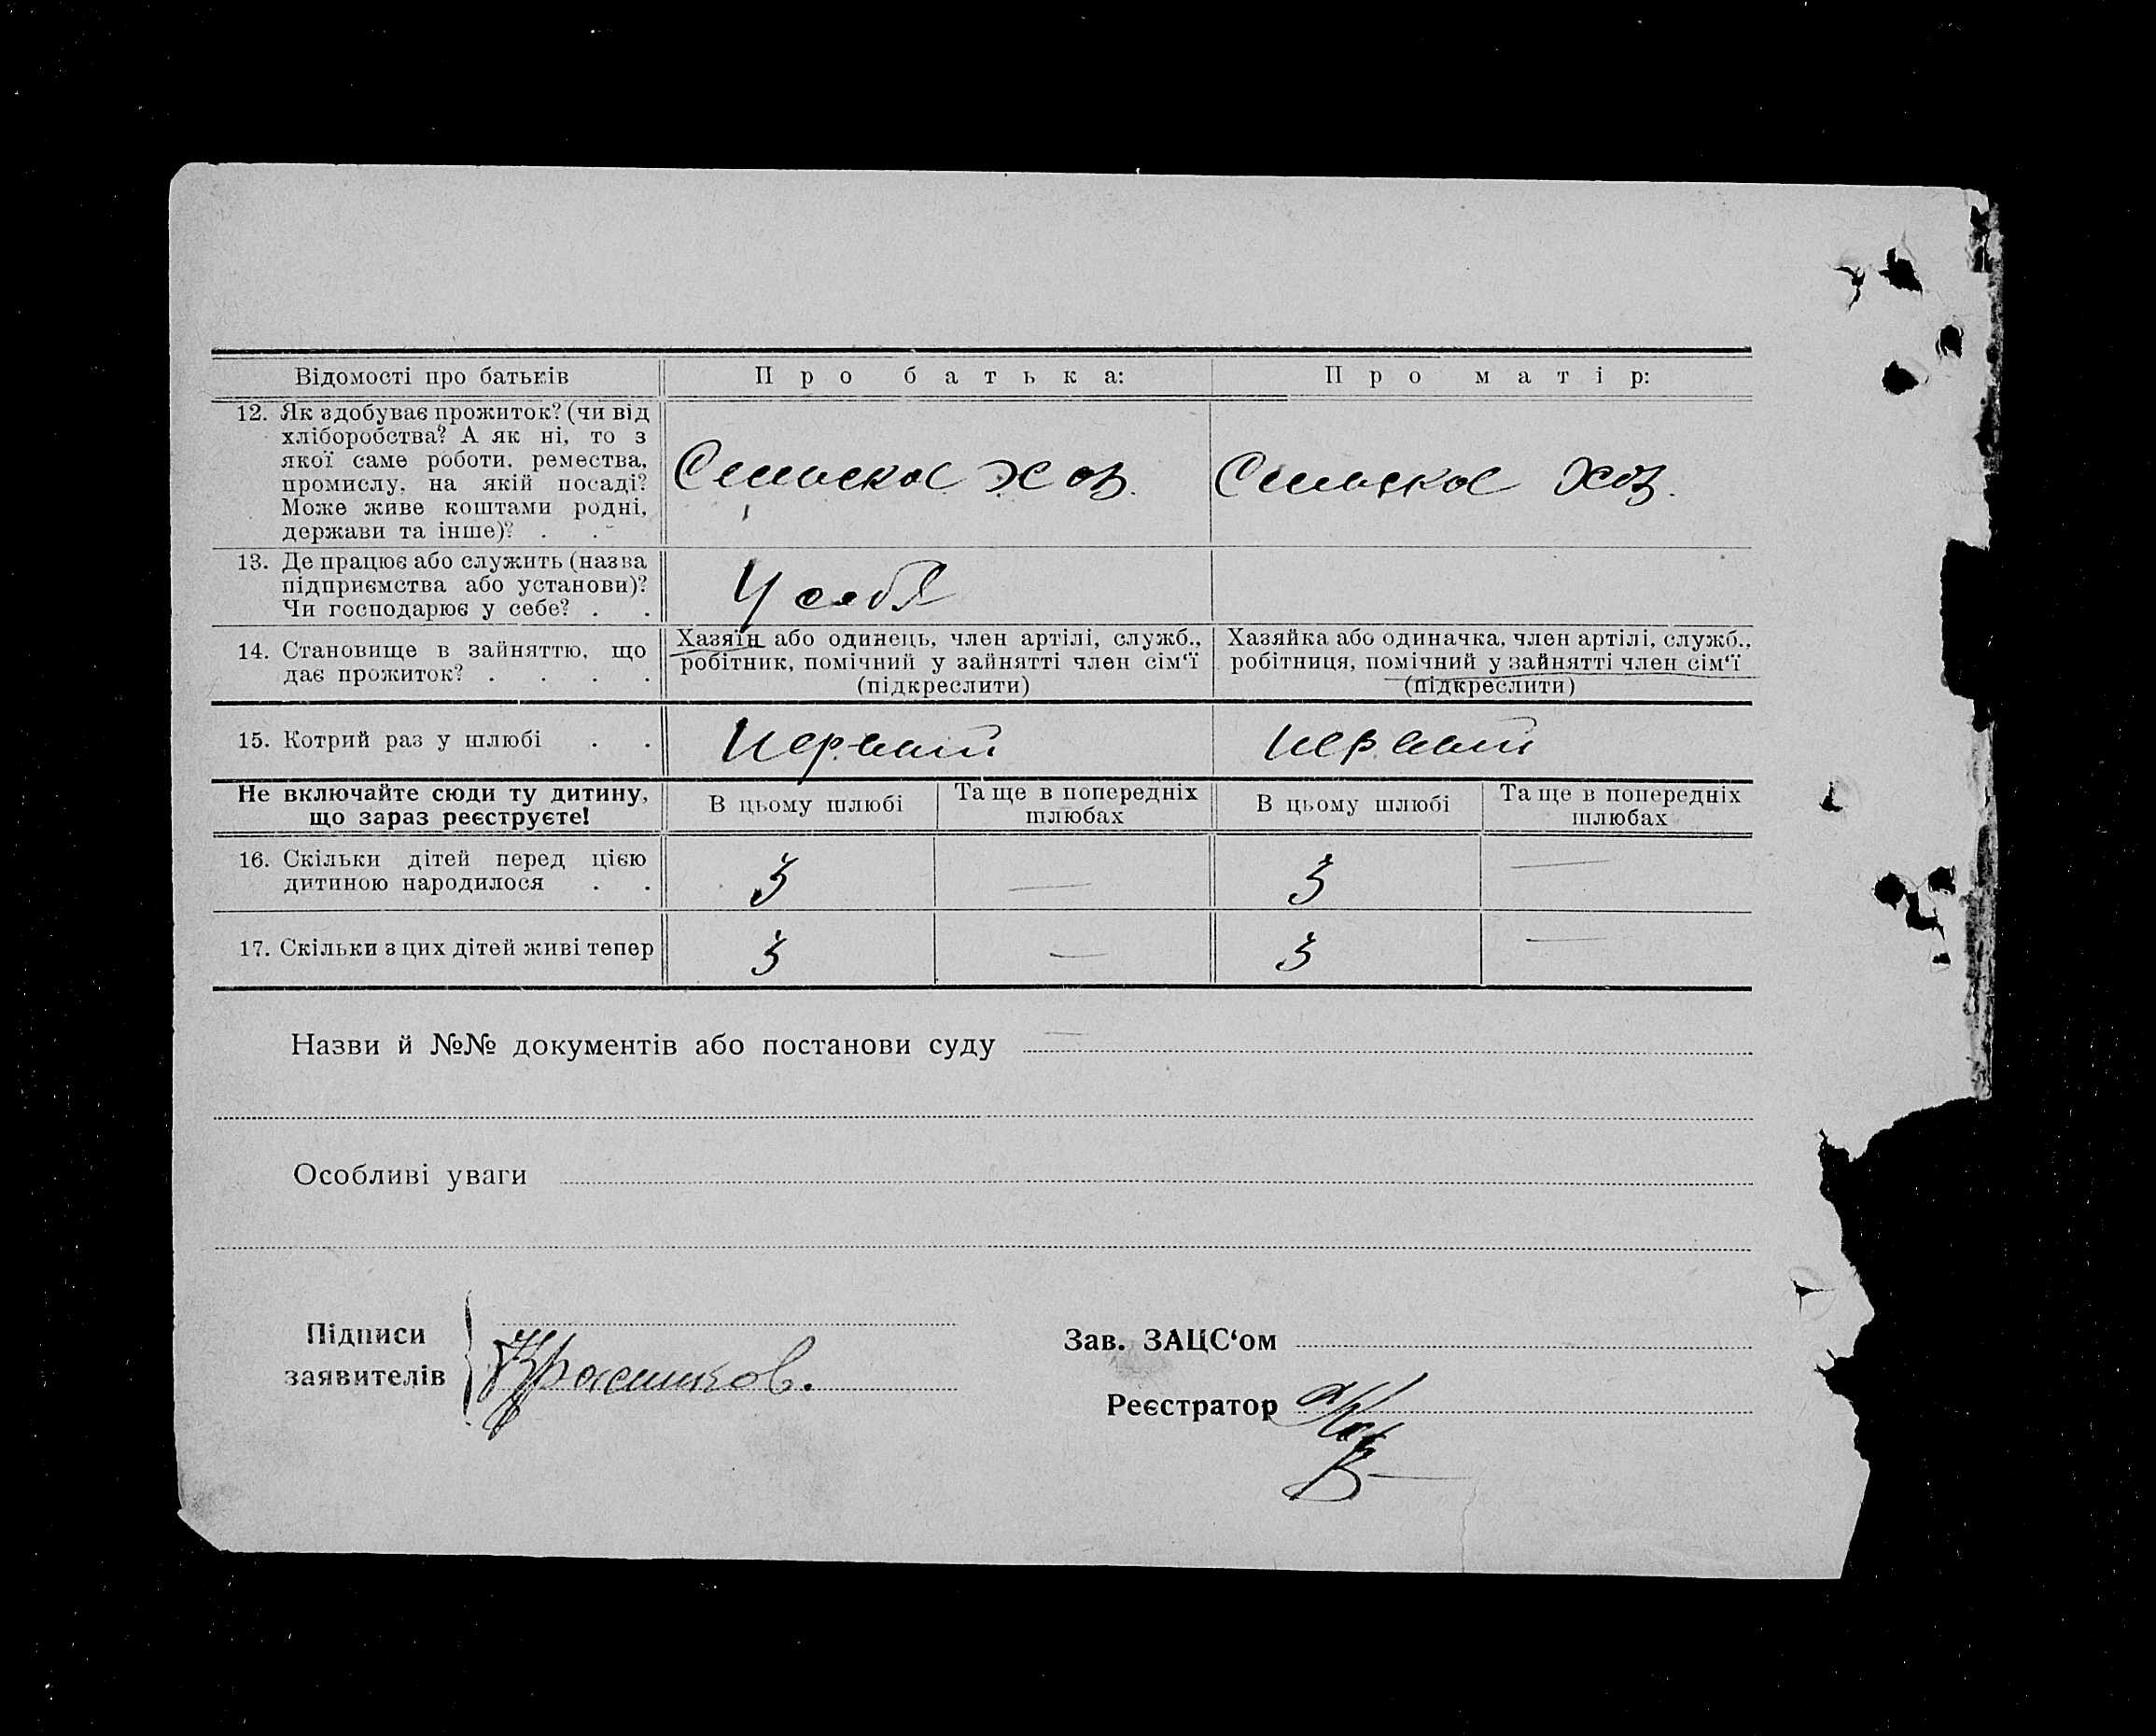 Відомості про батьків
Про батька:
Про матір:
12. Як здобуває прожиток? (чи від
хліборобства? А як ні, то з
якої саме роботи, ремества,
промислу, на якій посаді?
Може живе коштами родні,
держави та інше)? . .
Сельское хоз.
Сельское хоз.
13. Де працює або служить (назва
підприємства або установи)?
Чи господарює у себе? . .
У себя
14. Становище в зайняттю, що
дає прожиток? . . . .
Хазяїн або одинець, член артілі, служб.,
робітник, помічний у зайнятті член сім'ї
(підкреслити)
Хазяйка або одиначка, член артілі, служб.,
робітниця, помічний у зайнятті член сім'ї
(підкреслити)
15. Котрий раз у шлюбі . .
Первый
первый
Не включайте сюди ту дитину,
що зараз реєструєте!
В цьому шлюбі
Та ще в попередніх
шлюбах
В цьому шлюбі
Та ще в попередніх
шлюбах
16. Скільки дітей перед цією
дитиною народилося . .
3
—
3
—
17. Скільки з цих дітей живі тепер
3
—
3
—
Назви й №№ документів або постанови суду —
Особливі уваги
Підписи
заявителів
Красников.
Зав. ЗАЦС'ом
Реєстратор